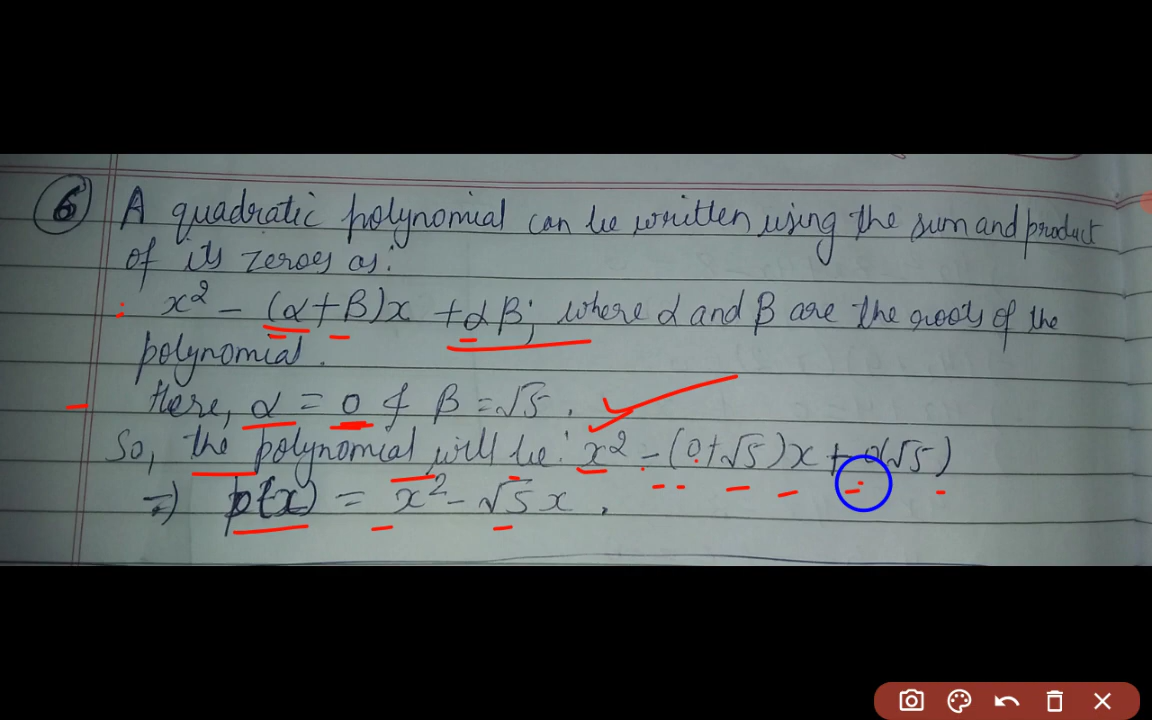 6 A quadratic polynomial can be written using the sum and product
of its zeroes as:
x² - (α+β)x + αβ; where α and β are the roots of the
polynomial.
Here, α = 0 & β = √5.
So, the polynomial will be: x² - (0+√5)x + 0(√5)
⇒ p(x) = x² - √5x.